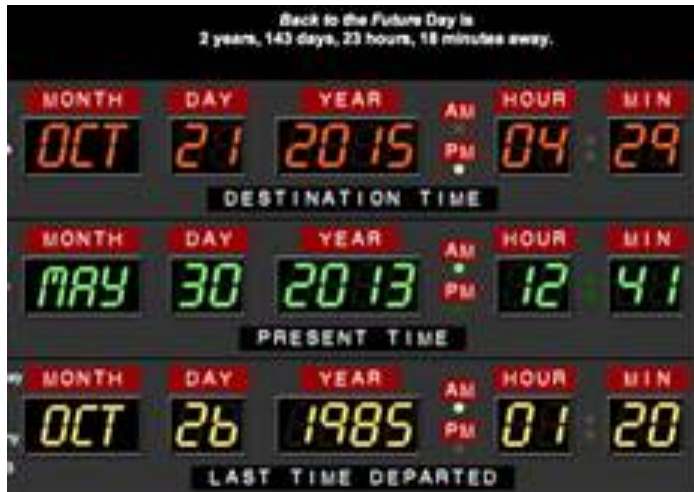 Back to the Future Day is
2 years, 143 days, 23 hours, 18 minutes away.
MONTH DAY YEAR AM HOUR MIN
OCT 21 2015 PM 04 : 29
DESTINATION TIME
MONTH DAY YEAR AM HOUR MIN
MAY 30 2013 PM 12 : 41
PRESENT TIME
MONTH DAY YEAR AM HOUR MIN
OCT 26 1985 PM 01 : 20
LAST TIME DEPARTED